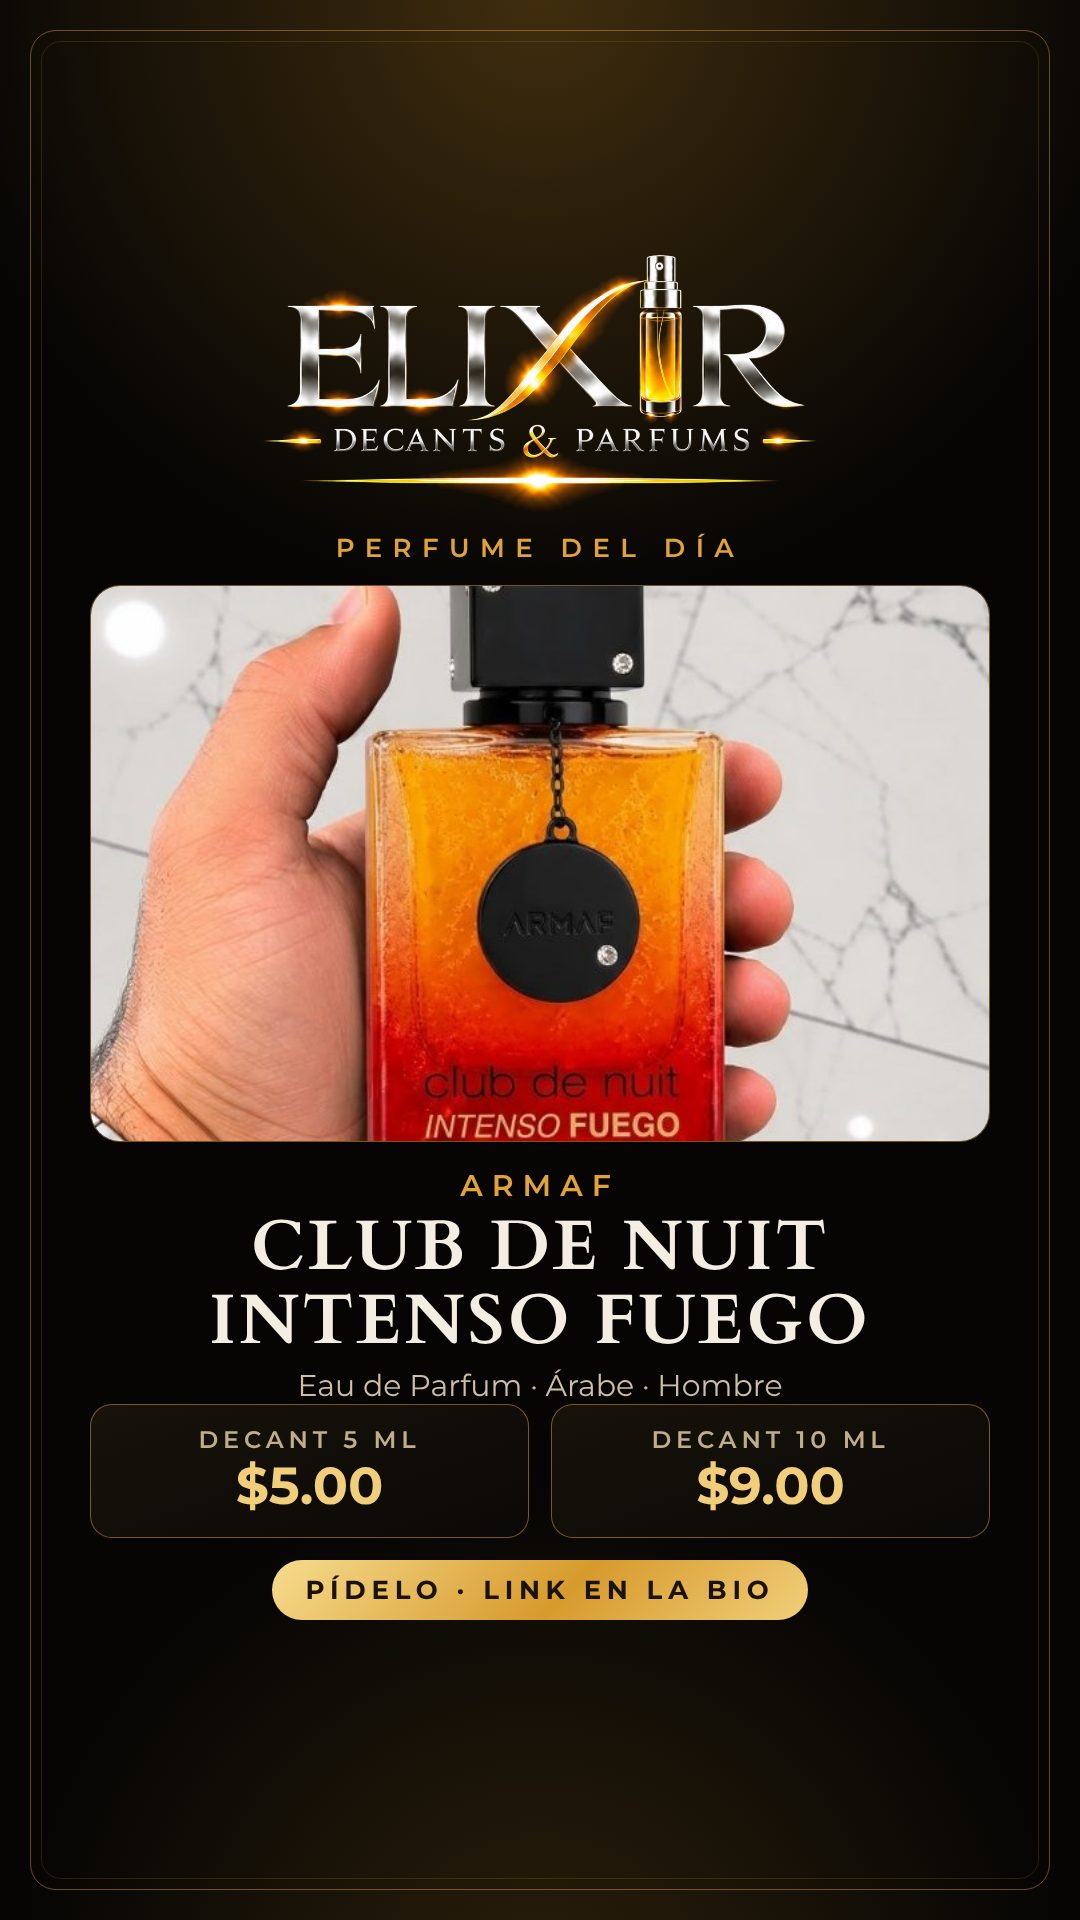 ELIXIR
DECANTS & PARFUMS
PERFUME DEL DÍA
ARMAF
club de nuit
INTENSO FUEGO
ARMAF
CLUB DE NUIT
INTENSO FUEGO
Eau de Parfum · Árabe · Hombre
DECANT 5 ML
$5.00
DECANT 10 ML
$9.00
PÍDELO · LINK EN LA BIO